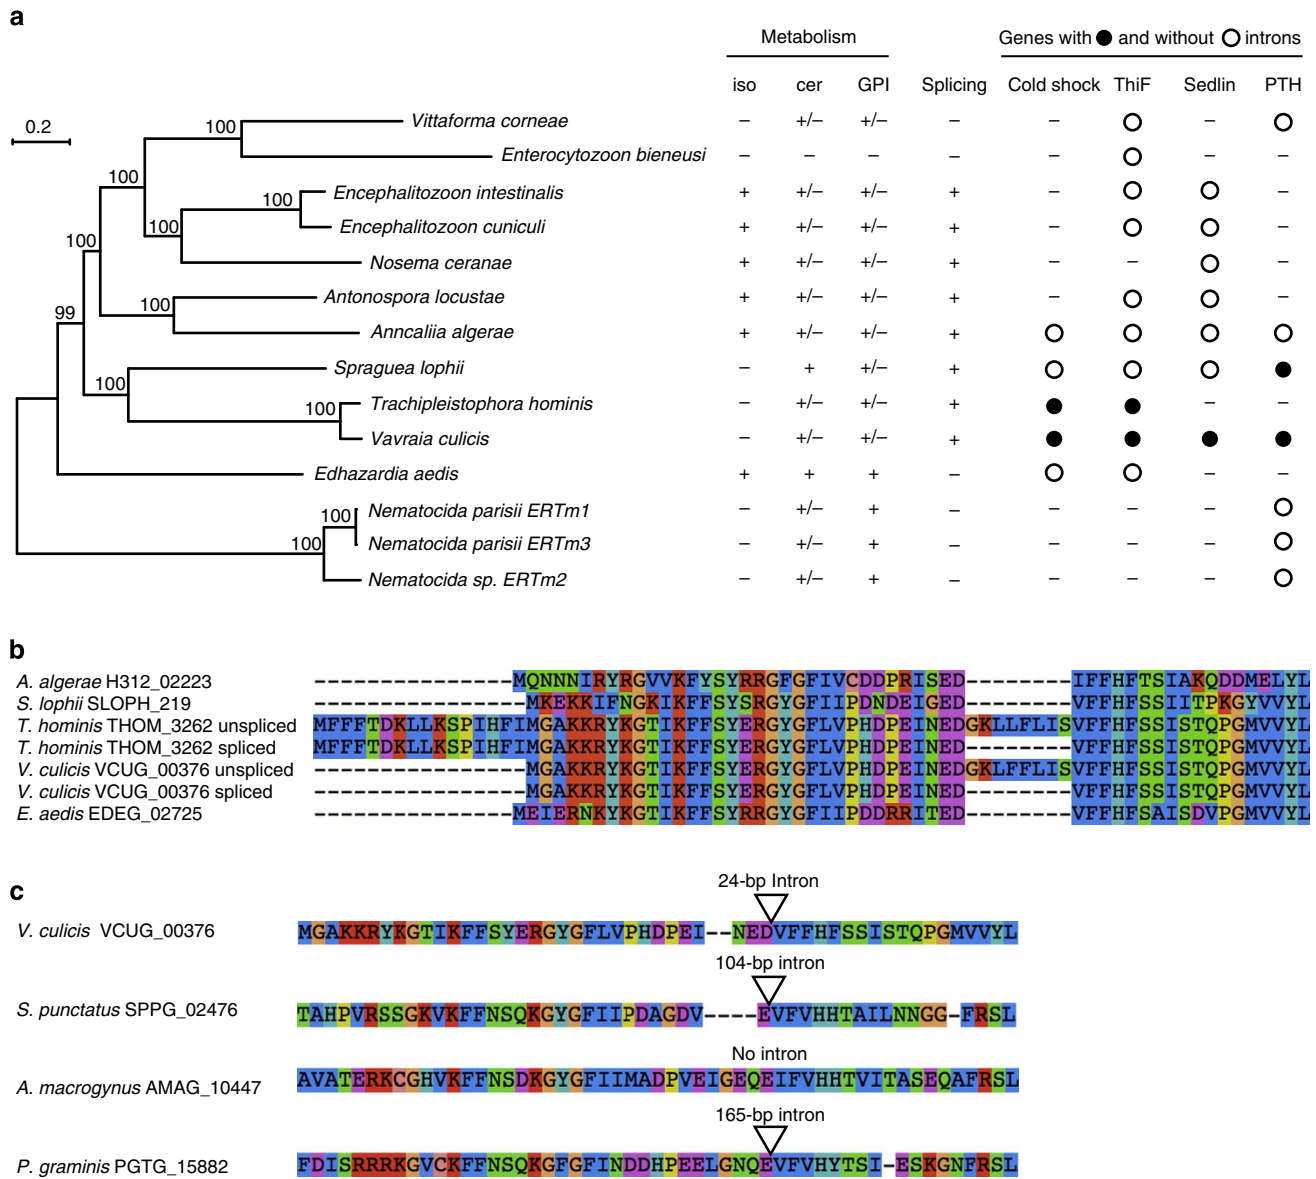 a
Metabolism
Genes with ● and without ○ introns
iso cer GPI Splicing Cold shock ThiF Sedlin PTH
0.2
100 Vittaforma corneae – +/– +/– – – ○ – ○
Enterocytozoon bieneusi – – – – – ○ – –
100
100 Encephalitozoon intestinalis + +/– +/– + – ○ ○ –
100 Encephalitozoon cuniculi + +/– +/– + – ○ ○ –
100
Nosema ceranae + +/– +/– + – – ○ –
100 Antonospora locustae + +/– +/– + – ○ ○ –
99
Anncaliia algerae + +/– +/– + ○ ○ ○ ○
Spraguea lophii – + +/– + ○ ○ ○ ●
100
100 Trachipleistophora hominis – +/– +/– + ● ● – –
Vavraia culicis – +/– +/– + ● ● ● ●
Edhazardia aedis + + + – ○ ○ – –
100 Nematocida parisii ERTm1 – +/– + – – – – ○
100 Nematocida parisii ERTm3 – +/– + – – – – ○
Nematocida sp. ERTm2 – +/– + – – – – ○
b
A. algerae H312_02223 ---------------MQNNNIRYRGVVKFYSYRRGFGFIVCDDPRISED--------IFFHFTSIAKQDDMELYL
S. lophii SLOPH_219 ----------------MKEKKIFNGKIKFFSYSRGYGFIIPDNDEIGED--------VFFHFSSIITPKGYVVYL
T. hominis THOM_3262 unspliced MFFFTDKLLKSPIHFIMGAKKRYKGTIKFFSYERGYGFLVPHDPEINEDGKLLFLISVFFHFSSISTQPGMVVYL
T. hominis THOM_3262 spliced MFFFTDKLLKSPIHFIMGAKKRYKGTIKFFSYERGYGFLVPHDPEINED--------VFFHFSSISTQPGMVVYL
V. culicis VCUG_00376 unspliced ----------------MGAKKRYKGTIKFFSYERGYGFLVPHDPEINEDGKLLFLISVFFHFSSISTQPGMVVYL
V. culicis VCUG_00376 spliced ----------------MGAKKRYKGTIKFFSYERGYGFLVPHDPEINED--------VFFHFSSISTQPGMVVYL
E. aedis EDEG_02725 ---------------MEIERNKYKGTIKFFSYRRGYGFIIPDDRRITED--------VFFHFSAISDVPGMVVYL
c
24-bp Intron
V. culicis VCUG_00376 MGAKKRYKGTIKFFSYERGYGFLVPHDPEI--NEDVFFHFSSISTQPGMVVYL
104-bp intron
S. punctatus SPPG_02476 TAHPVRSSGKVKFFNSQKGYGFIIPDAGDV----EVFVHHTAILNNGG-FRSL
No intron
A. macrogynus AMAG_10447 AVATERKCGHVKFFNSDKGYGFIIMADPVEIGEQEIFVHHTVITASEQAFRSL
165-bp intron
P. graminis PGTG_15882 FDISRRRKGVCKFFNSQKGFGFINDDHPEELGNQEVFVHYTSI-ESKGNFRSL